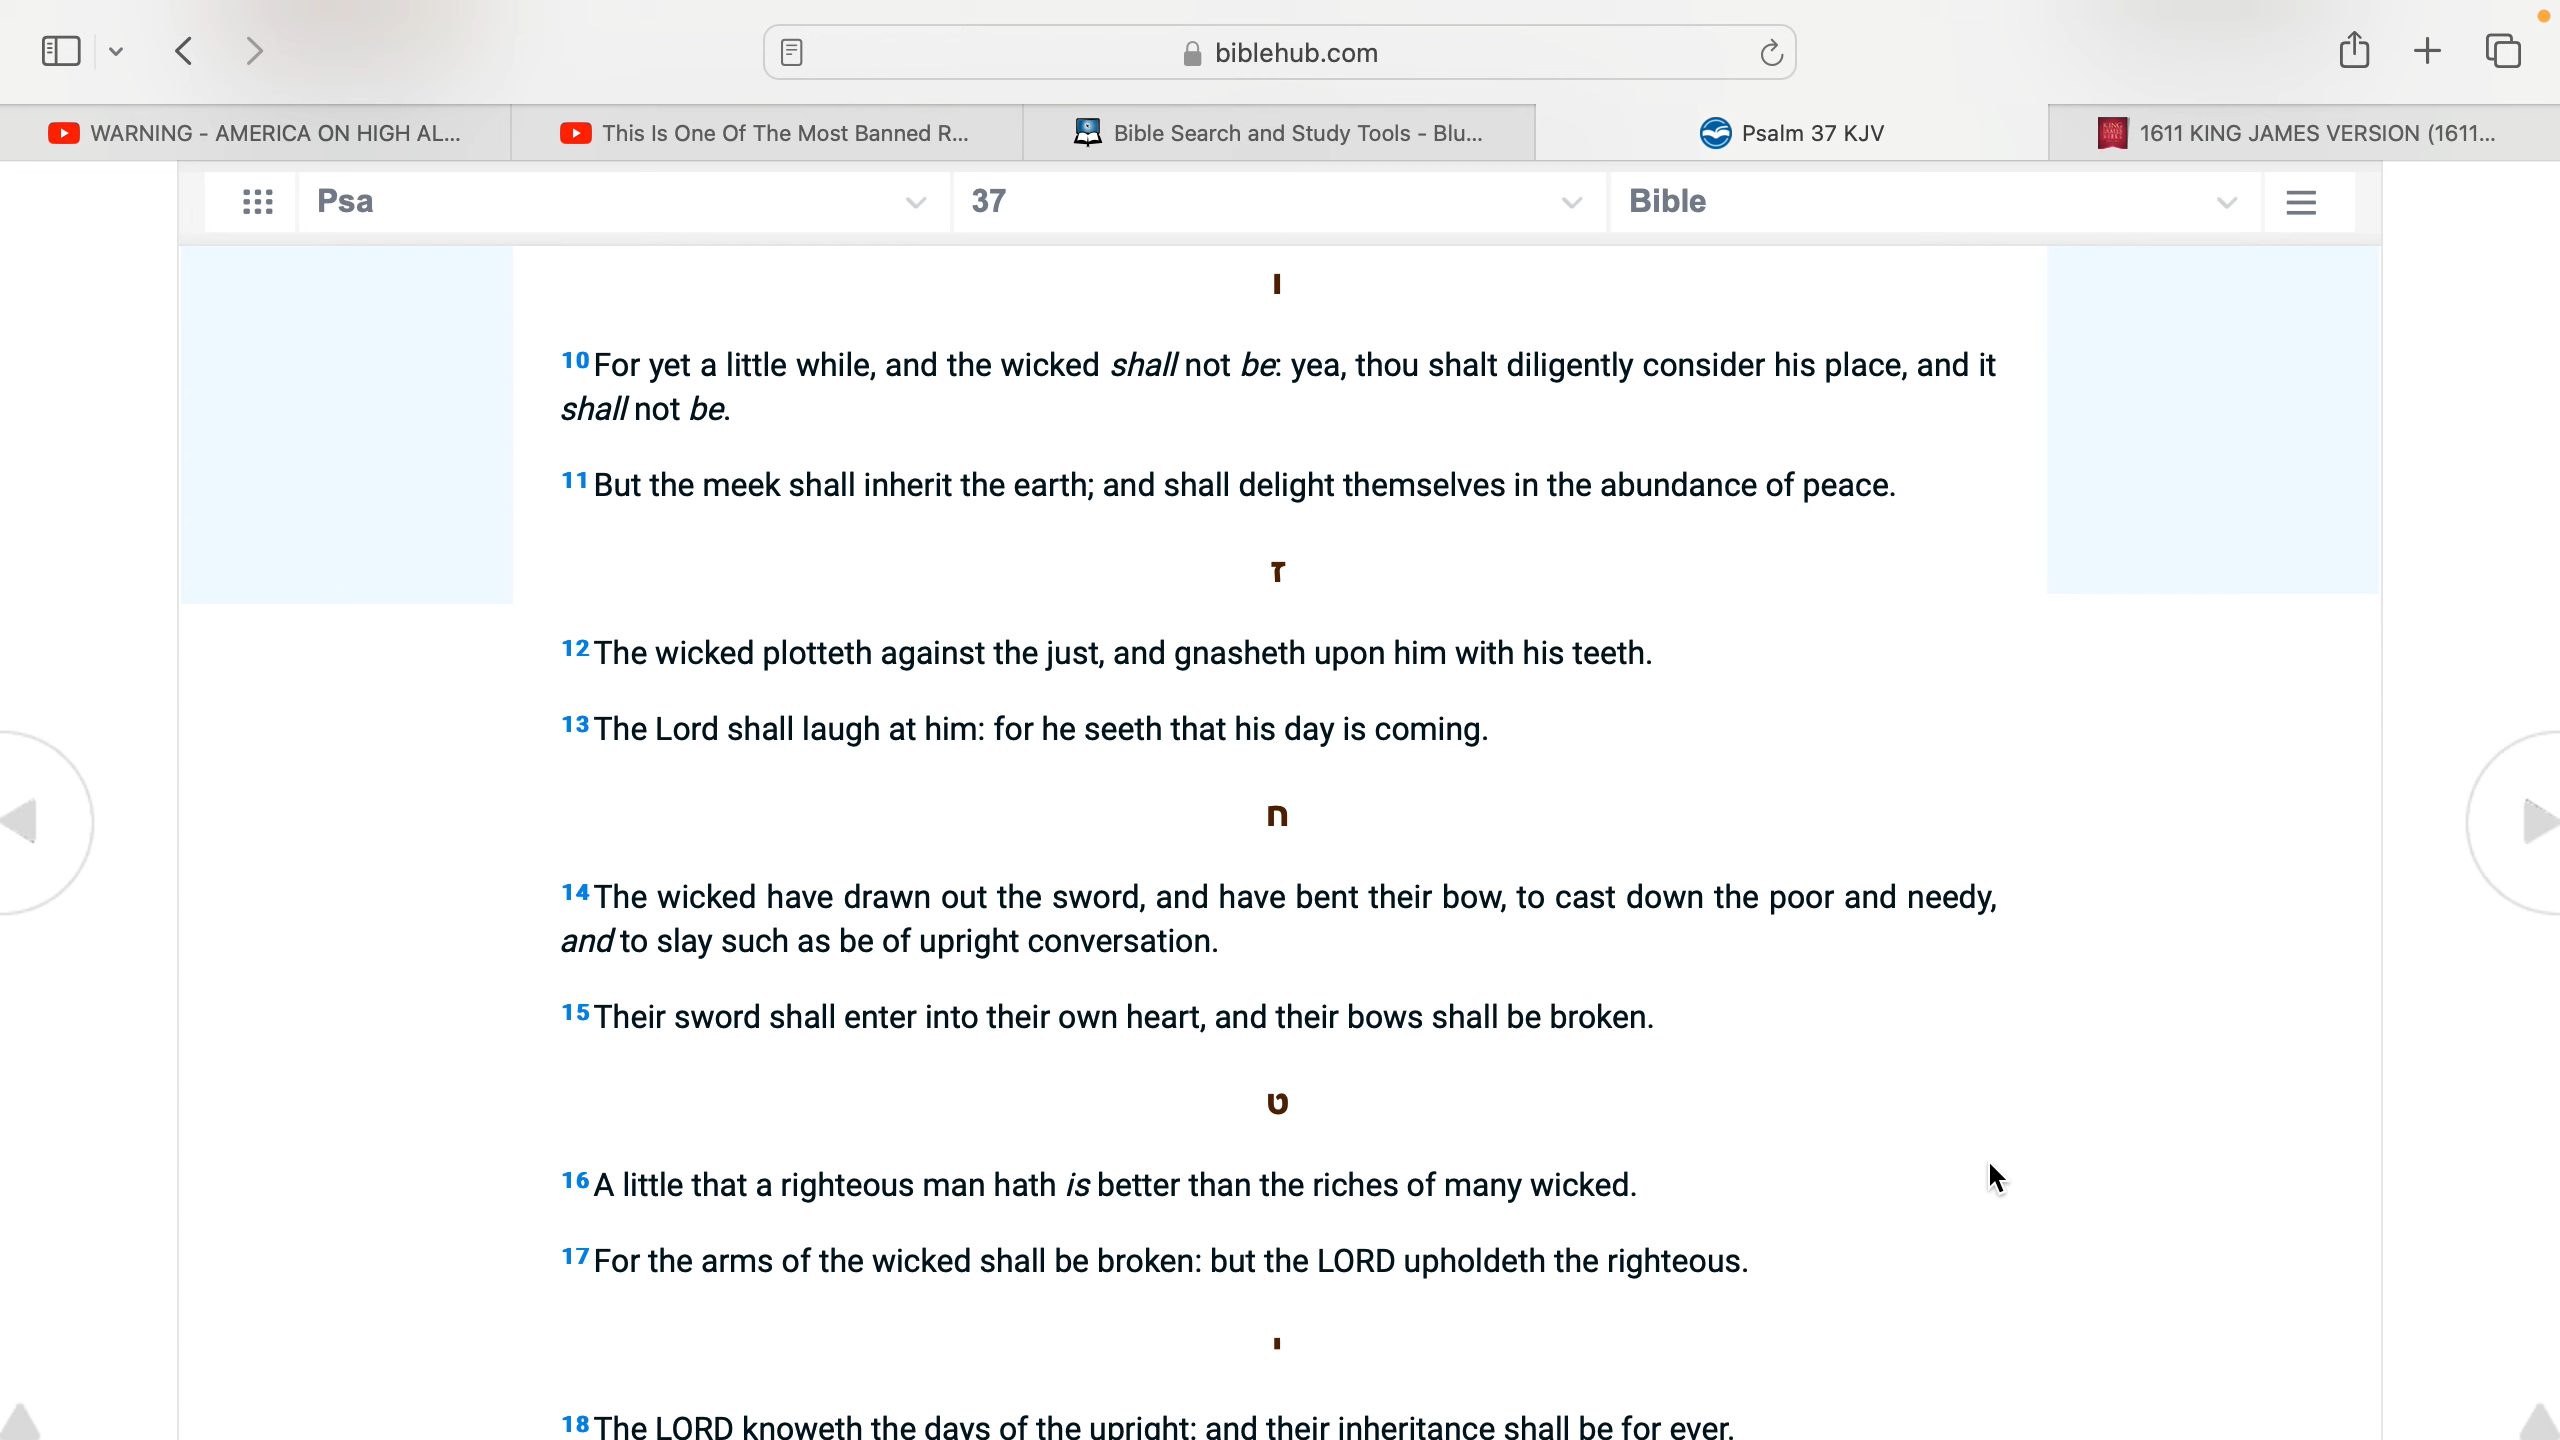 biblehub.com
WARNING - AMERICA ON HIGH AL...
This Is One Of The Most Banned R...
Bible Search and Study Tools - Blu...
Psalm 37 KJV
1611 KING JAMES VERSION (1611...
Psa
37
Bible
ו
10 For yet a little while, and the wicked shall not be: yea, thou shalt diligently consider his place, and it
shall not be.
11 But the meek shall inherit the earth; and shall delight themselves in the abundance of peace.
ז
12 The wicked plotteth against the just, and gnasheth upon him with his teeth.
13 The Lord shall laugh at him: for he seeth that his day is coming.
ח
14 The wicked have drawn out the sword, and have bent their bow, to cast down the poor and needy,
and to slay such as be of upright conversation.
15 Their sword shall enter into their own heart, and their bows shall be broken.
ט
16 A little that a righteous man hath is better than the riches of many wicked.
17 For the arms of the wicked shall be broken: but the LORD upholdeth the righteous.
י
18 The LORD knoweth the days of the upright: and their inheritance shall be for ever.